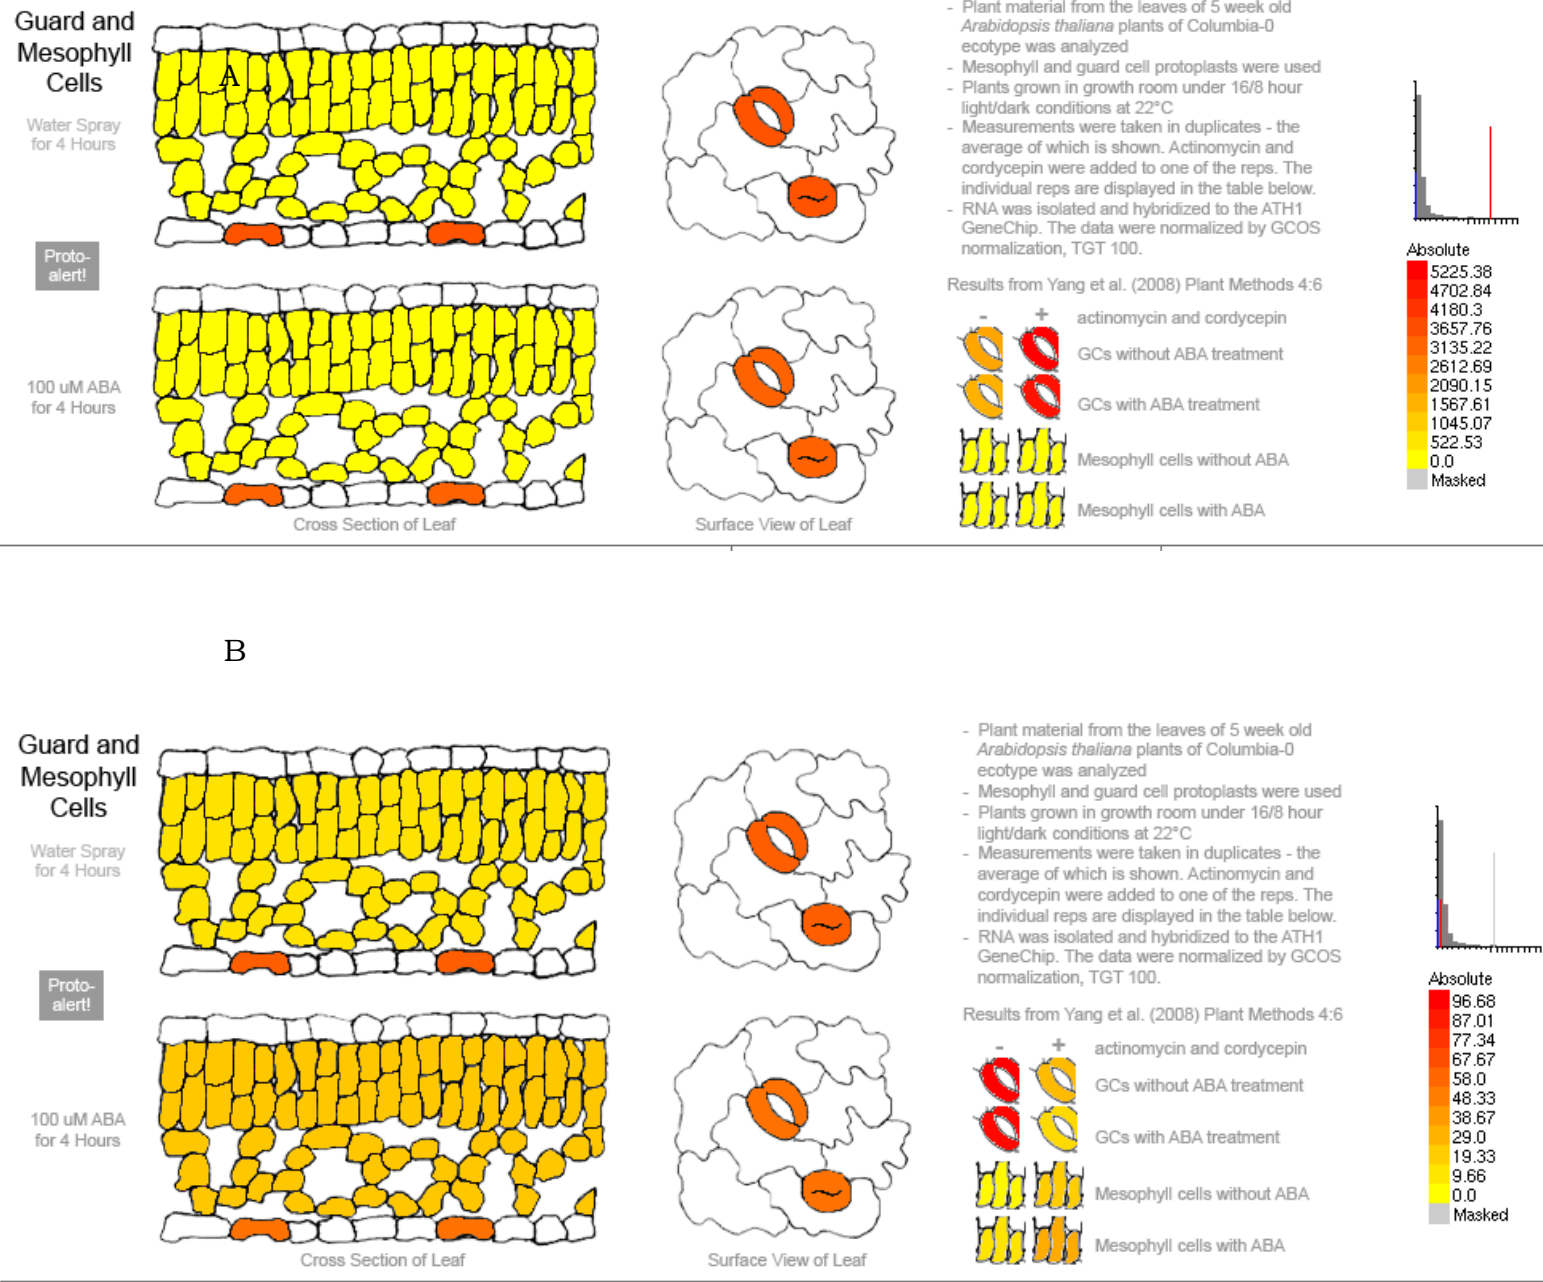 Guard and
Mesophyll
Cells
A
Water Spray
for 4 Hours
Proto-
alert!
100 uM ABA
for 4 Hours
Cross Section of Leaf
Surface View of Leaf
- Plant material from the leaves of 5 week old
Arabidopsis thaliana plants of Columbia-0
ecotype was analyzed
- Mesophyll and guard cell protoplasts were used
- Plants grown in growth room under 16/8 hour
light/dark conditions at 22°C
- Measurements were taken in duplicates - the
average of which is shown. Actinomycin and
cordycepin were added to one of the reps. The
individual reps are displayed in the table below.
- RNA was isolated and hybridized to the ATH1
GeneChip. The data were normalized by GCOS
normalization, TGT 100.
Results from Yang et al. (2008) Plant Methods 4:6
- + actinomycin and cordycepin
GCs without ABA treatment
GCs with ABA treatment
Mesophyll cells without ABA
Mesophyll cells with ABA
Absolute
5225.38
4702.84
4180.3
3657.76
3135.22
2612.69
2090.15
1567.61
1045.07
522.53
0.0
Masked
B
Guard and
Mesophyll
Cells
Water Spray
for 4 Hours
Proto-
alert!
100 uM ABA
for 4 Hours
Cross Section of Leaf
Surface View of Leaf
- Plant material from the leaves of 5 week old
Arabidopsis thaliana plants of Columbia-0
ecotype was analyzed
- Mesophyll and guard cell protoplasts were used
- Plants grown in growth room under 16/8 hour
light/dark conditions at 22°C
- Measurements were taken in duplicates - the
average of which is shown. Actinomycin and
cordycepin were added to one of the reps. The
individual reps are displayed in the table below.
- RNA was isolated and hybridized to the ATH1
GeneChip. The data were normalized by GCOS
normalization, TGT 100.
Results from Yang et al. (2008) Plant Methods 4:6
- + actinomycin and cordycepin
GCs without ABA treatment
GCs with ABA treatment
Mesophyll cells without ABA
Mesophyll cells with ABA
Absolute
96.68
87.01
77.34
67.67
58.0
48.33
38.67
29.0
19.33
9.66
0.0
Masked